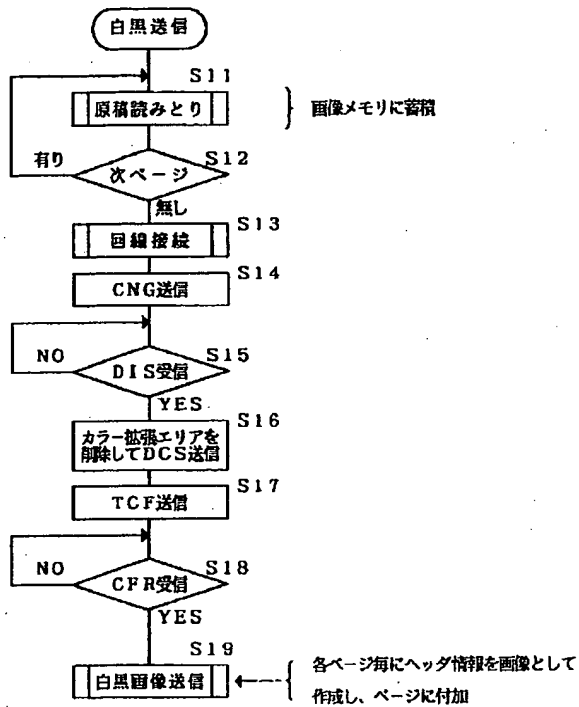 白黒送信
S11
原稿読みとり
画像メモリに蓄積
有り
S12
次ページ
無し
S13
回線接続
S14
CNG送信
NO
S15
DIS受信
YES
S16
カラー拡張エリアを
削除してDCS送信
S17
TCF送信
NO
S18
CFR受信
YES
S19
白黒画像送信
各ページ毎にヘッダ情報を画像として
作成し、ページに付加